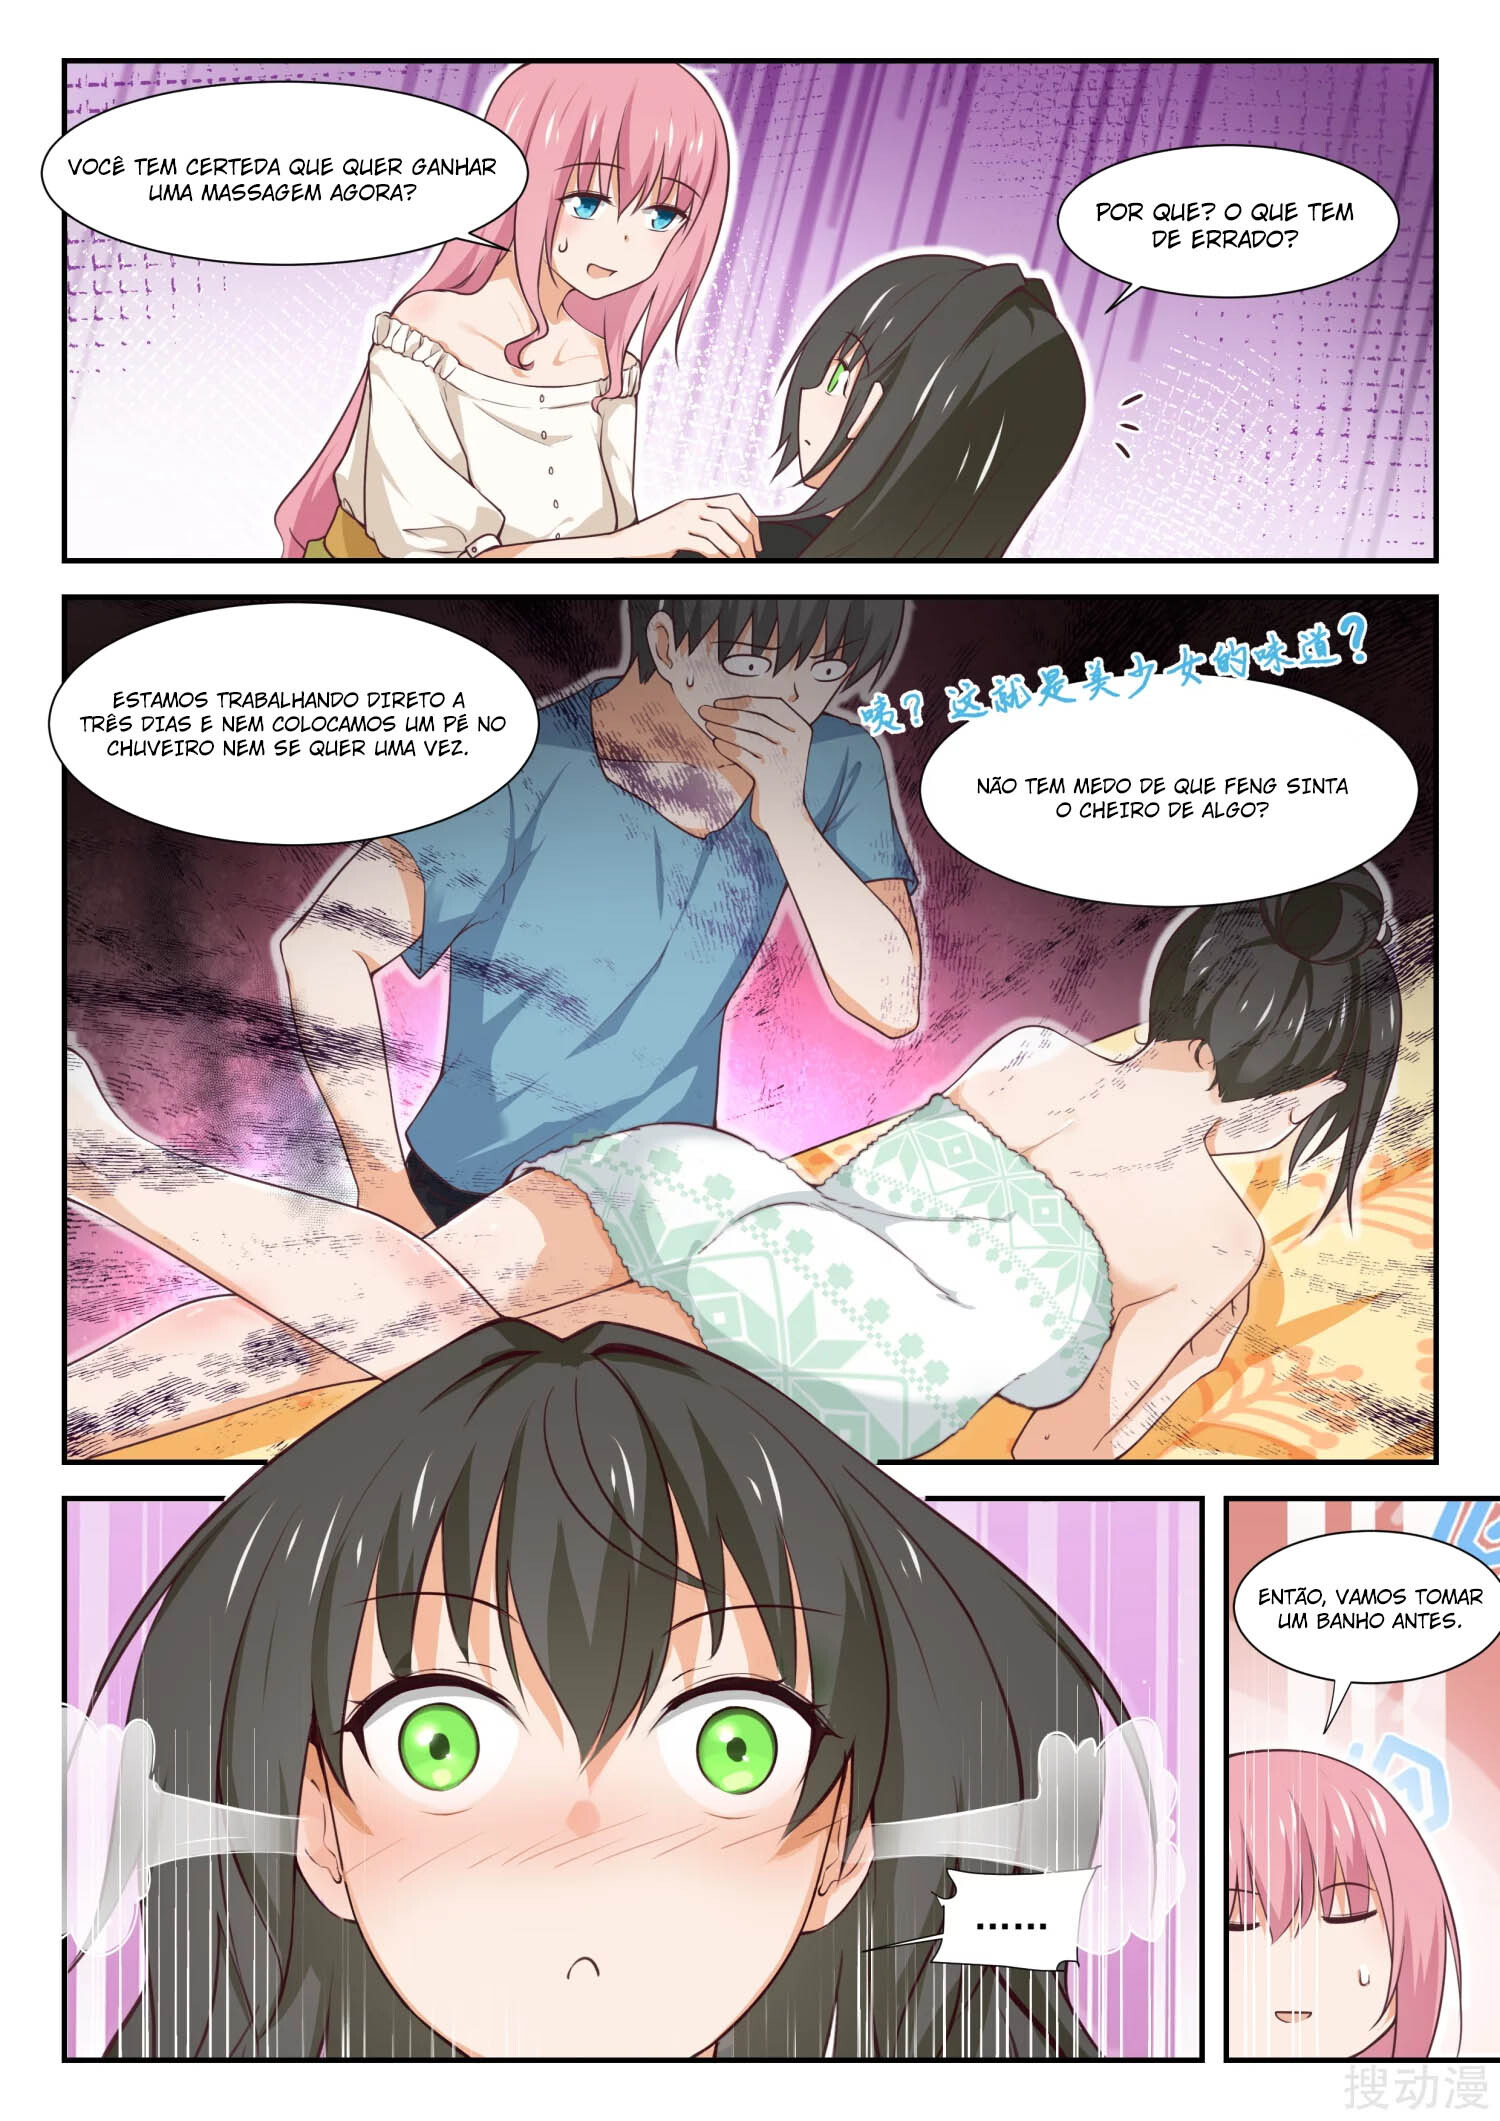 VOCÊ TEM CERTEDA QUE QUER GANHAR
UMA MASSAGEM AGORA?
POR QUE? O QUE TEM
DE ERRADO?
ESTAMOS TRABALHANDO DIRETO A
TRÊS DIAS E NEM COLOCAMOS UM PÉ NO
CHUVEIRO NEM SE QUER UMA VEZ.
咦？这就是美少女的味道？
NÃO TEM MEDO DE QUE FENG SINTA
O CHEIRO DE ALGO?
......
ENTÃO, VAMOS TOMAR
UM BANHO ANTES.
搜动漫